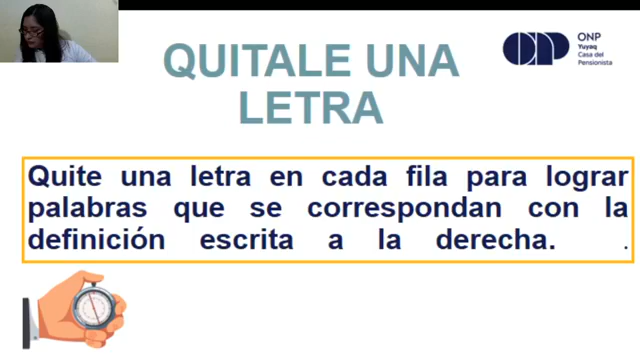 QUITALE UNA
LETRA
ONP
Yuyaq
Casa del
Pensionista
Quite una letra en cada fila para lograr
palabras que se correspondan con la
definición escrita a la derecha. .